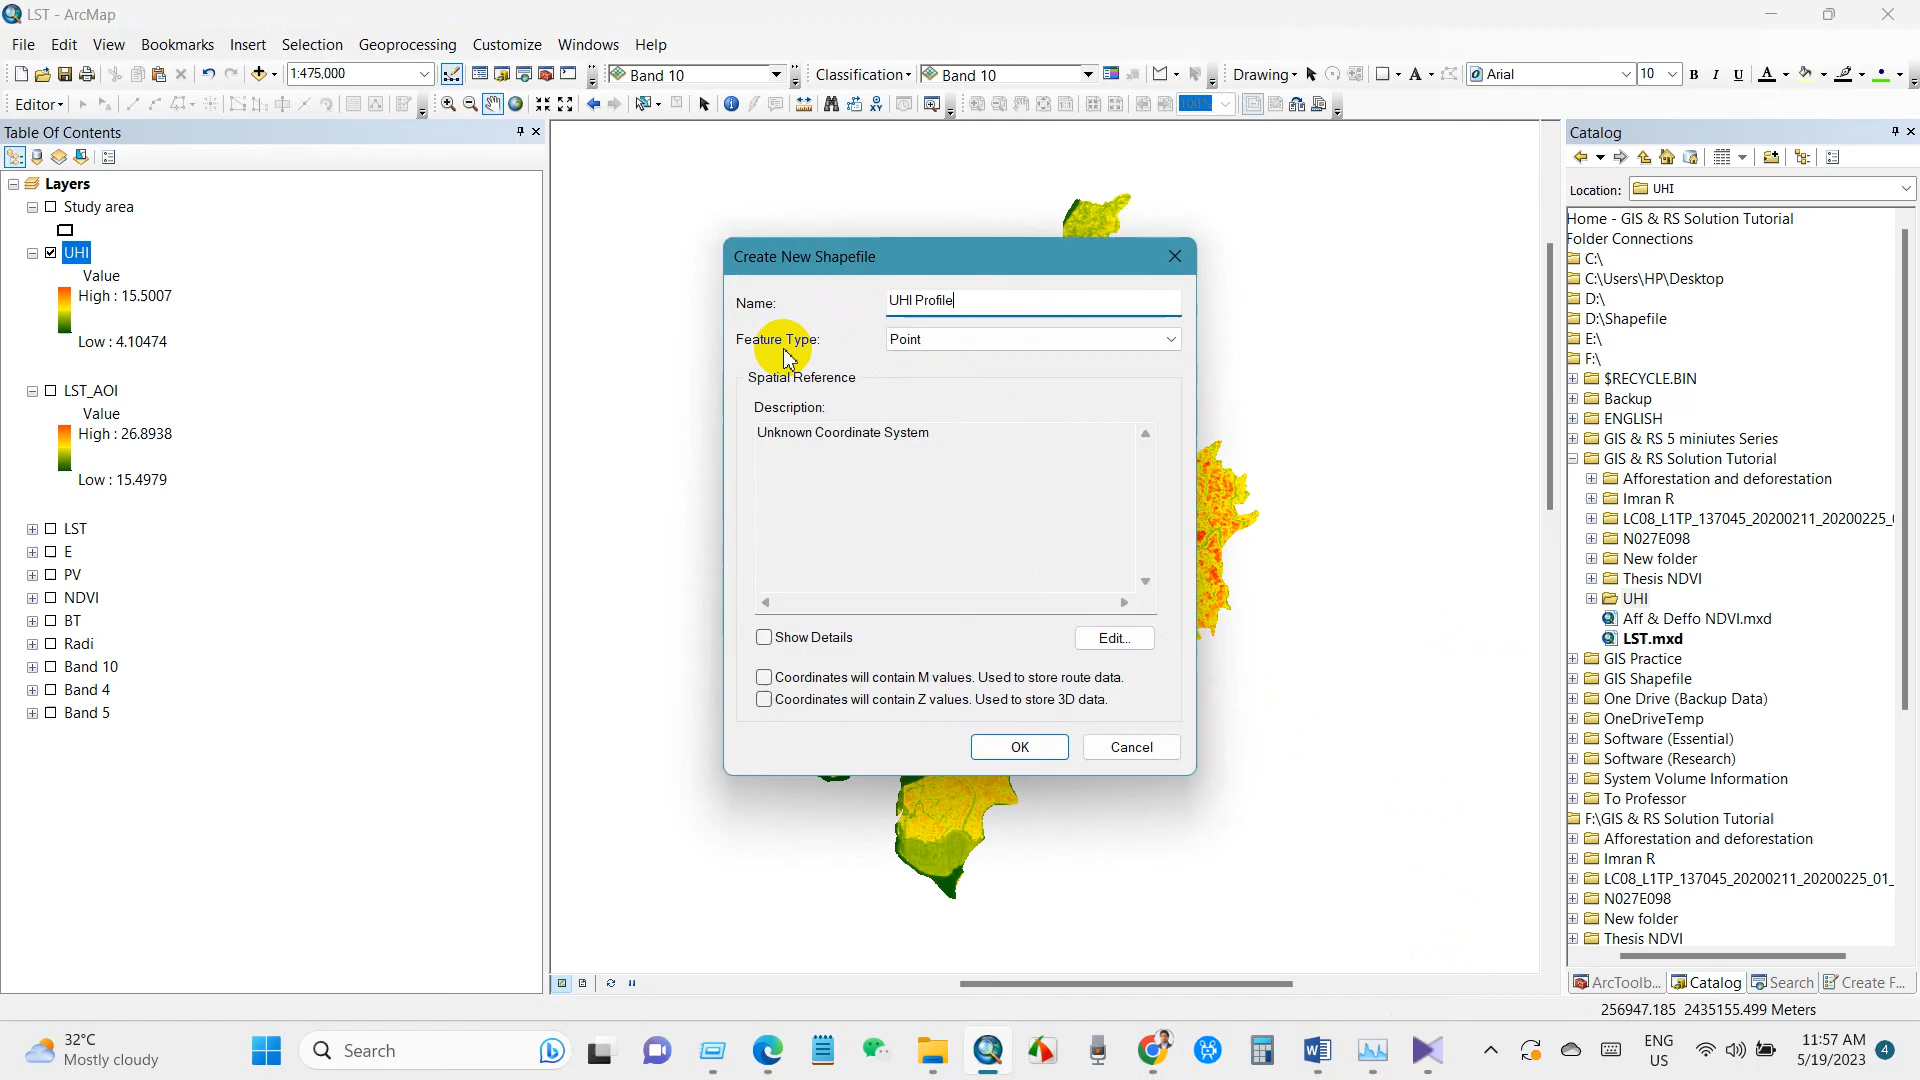 LST - ArcMap
File Edit View Bookmarks Insert Selection Geoprocessing Customize Windows Help
1:475,000 Band 10 Classification Band 10 Drawing Arial 10 B I U A
Editor 100%
Table Of Contents
Layers
Study area
UHI
Value
High : 15.5007
Low : 4.10474
LST_AOI
Value
High : 26.8938
Low : 15.4979
LST
E
PV
NDVI
BT
Radi
Band 10
Band 4
Band 5
Create New Shapefile
Name: UHI Profile
Feature Type: Point
Spatial Reference
Description:
Unknown Coordinate System
Show Details Edit...
Coordinates will contain M values. Used to store route data.
Coordinates will contain Z values. Used to store 3D data.
OK Cancel
Catalog
Location: UHI
Home - GIS & RS Solution Tutorial
Folder Connections
C:\
C:\Users\HP\Desktop
D:\
D:\Shapefile
E:\
F:\
$RECYCLE.BIN
Backup
ENGLISH
GIS & RS 5 miniutes Series
GIS & RS Solution Tutorial
Afforestation and deforestation
Imran R
LC08_L1TP_137045_20200211_20200225_
N027E098
New folder
Thesis NDVI
UHI
Aff & Deffo NDVI.mxd
LST.mxd
GIS Practice
GIS Shapefile
One Drive (Backup Data)
OneDriveTemp
Software (Essential)
Software (Research)
System Volume Information
To Professor
F:\GIS & RS Solution Tutorial
Afforestation and deforestation
Imran R
LC08_L1TP_137045_20200211_20200225_01_
N027E098
New folder
Thesis NDVI
ArcToolb... Catalog Search Create F...
256947.185 2435155.499 Meters
32°C
Mostly cloudy
Search
ENG
US
11:57 AM
5/19/2023
4